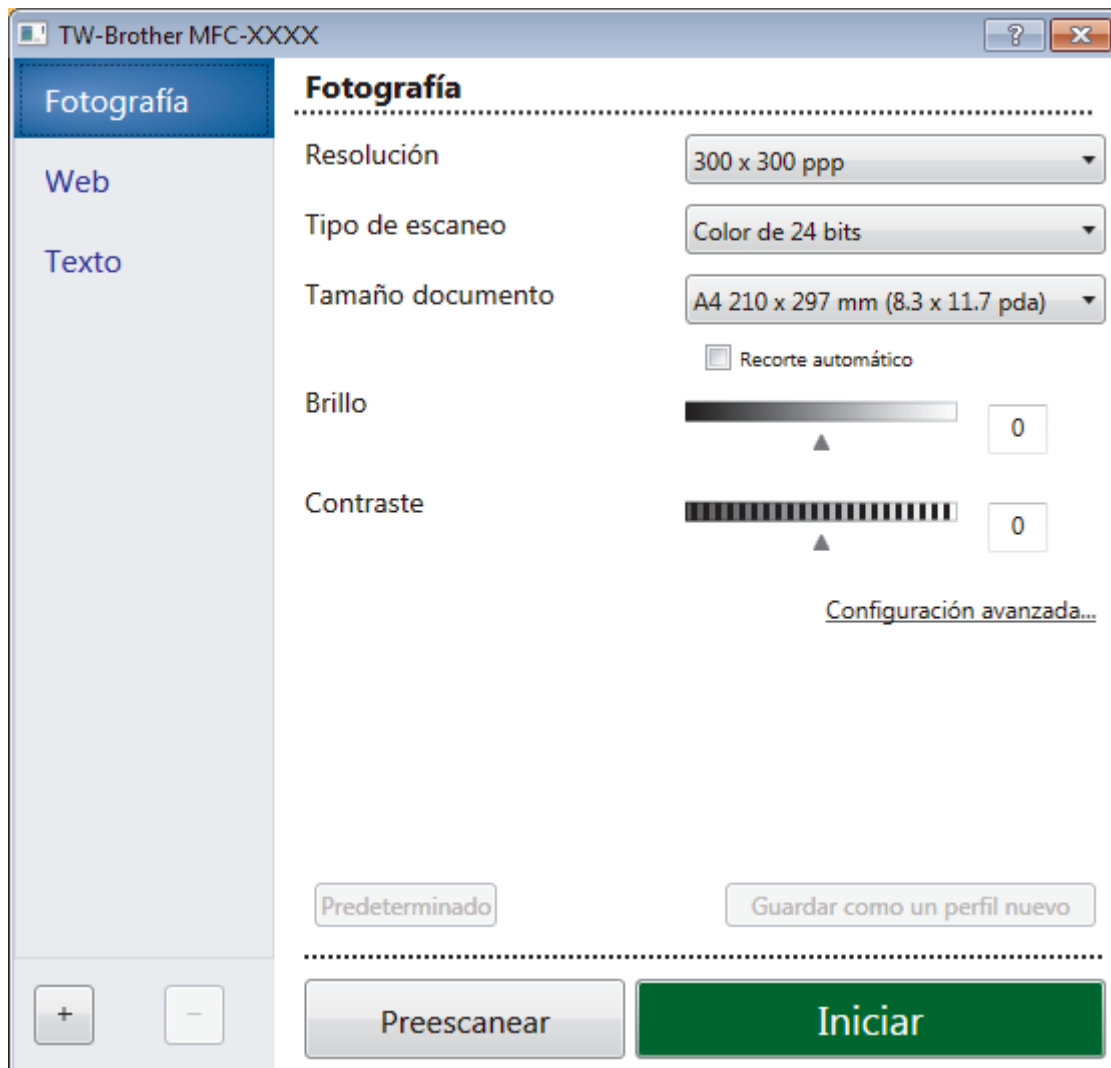 TW-Brother MFC-XXXX
?
Fotografía
Web
Texto
Fotografía
Resolución
300 x 300 ppp
Tipo de escaneo
Color de 24 bits
Tamaño documento
A4 210 x 297 mm (8.3 x 11.7 pda)
Recorte automático
Brillo
0
Contraste
0
Configuración avanzada...
Predeterminado
Guardar como un perfil nuevo
+
−
Preescanear
Iniciar